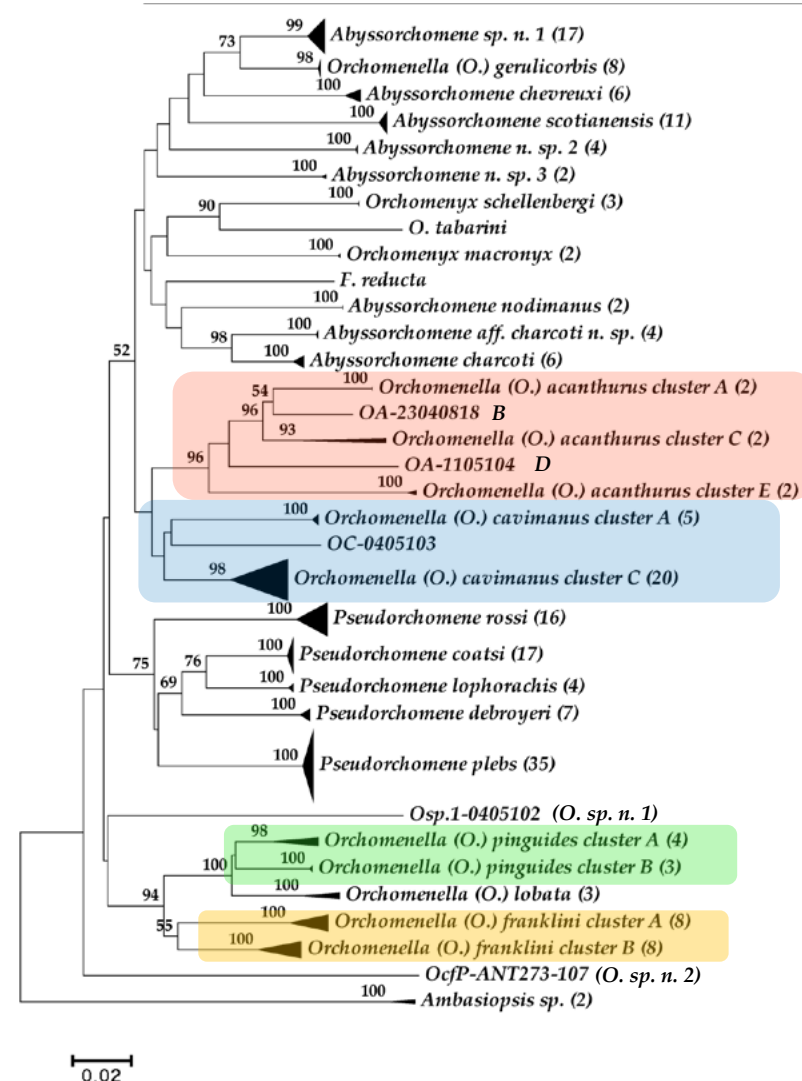 99
73
Abyssorchomene sp. n. 1 (17)
98
Orchomenella (O.) gerulicorbis (8)
100
Abyssorchomene chevreuxi (6)
100
Abyssorchomene scotianensis (11)
100
Abyssorchomene n. sp. 2 (4)
100
Abyssorchomene n. sp. 3 (2)
100
Orchomenyx schellenbergi (3)
90
O. tabarini
100
Orchomenyx macronyx (2)
F. reducta
100
Abyssorchomene nodimanus (2)
100
Abyssorchomene aff. charcoti n. sp. (4)
98
100
Abyssorchomene charcoti (6)
52
100
Orchomenella (O.) acanthurus cluster A (2)
54
OA-23040818 B
96
93
Orchomenella (O.) acanthurus cluster C (2)
96
OA-1105104 D
100
Orchomenella (O.) acanthurus cluster E (2)
100
Orchomenella (O.) cavimanus cluster A (5)
OC-0405103
98
Orchomenella (O.) cavimanus cluster C (20)
100
Pseudorchomene rossi (16)
75
100
Pseudorchomene coatsi (17)
76
100
Pseudorchomene lophorachis (4)
69
100
Pseudorchomene debroyeri (7)
100
Pseudorchomene plebs (35)
Osp.1-0405102 (O. sp. n. 1)
98
Orchomenella (O.) pinguides cluster A (4)
100
100
Orchomenella (O.) pinguides cluster B (3)
100
Orchomenella (O.) lobata (3)
94
55
100
Orchomenella (O.) franklini cluster A (8)
100
Orchomenella (O.) franklini cluster B (8)
OcfP-ANT273-107 (O. sp. n. 2)
100
Ambasiopsis sp. (2)
0.02